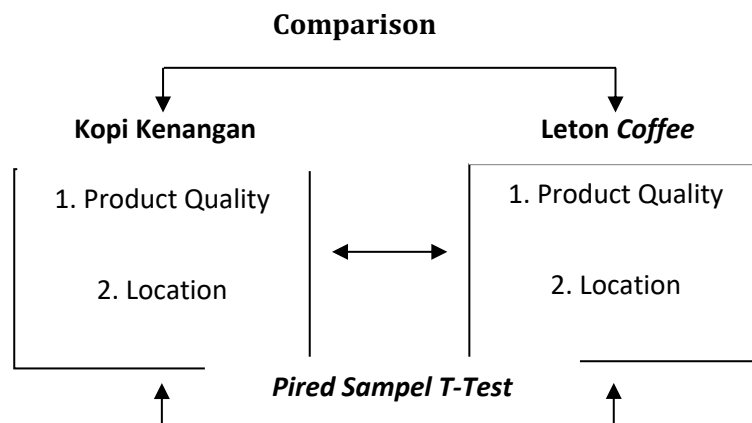 Comparison
Kopi Kenangan
Leton Coffee
1. Product Quality
2. Location
1. Product Quality
2. Location
Pired Sampel T-Test